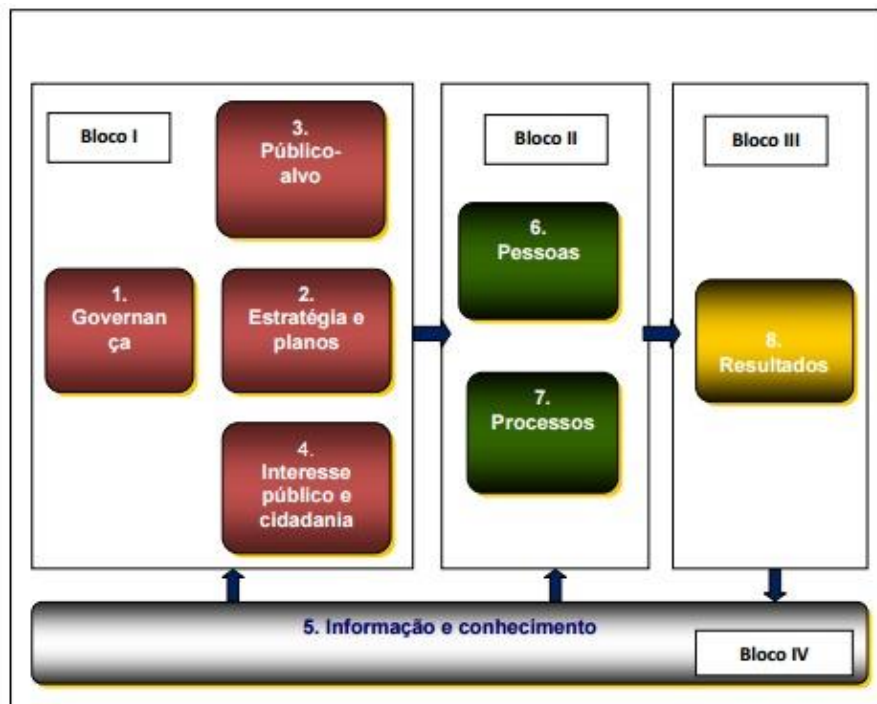 Bloco I
3.
Público-
alvo
1.
Governan
ça
2.
Estratégia e
planos
4.
Interesse
público e
cidadania
Bloco II
6.
Pessoas
7.
Processos
Bloco III
8.
Resultados
5. Informação e conhecimento
Bloco IV